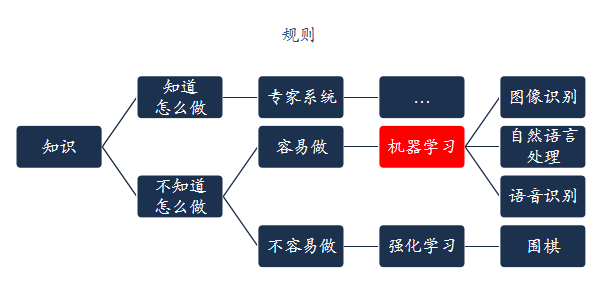 规则
知识
知道
怎么做
专家系统
…
图像识别
不知道
怎么做
容易做
机器学习
自然语言
处理
语音识别
不容易做
强化学习
围棋